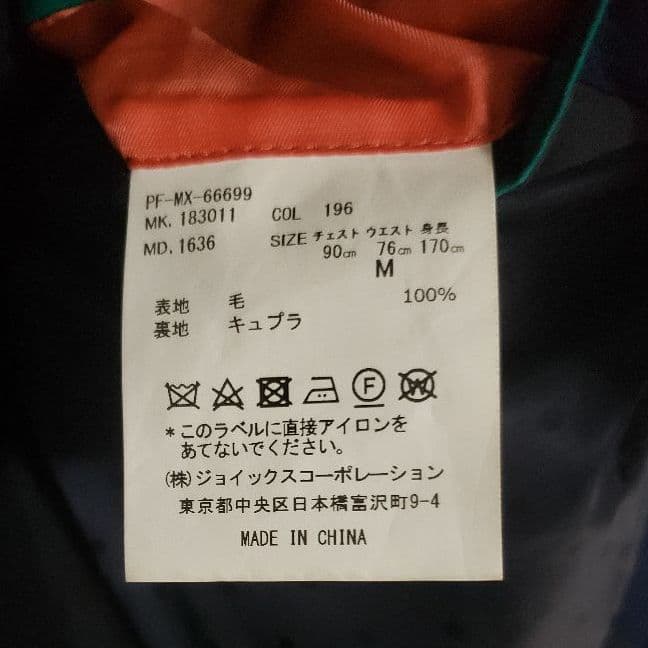 PF-MX-66699
MK. 183011 COL 196
MD. 1636 SIZE チェスト ウエスト 身長
90㎝ 76㎝ 170㎝
M
表地 毛 100%
裏地 キュプラ
F W
*このラベルに直接アイロンを
あてないでください。
(株)ジョイックスコーポレーション
東京都中央区日本橋富沢町9-4
MADE IN CHINA